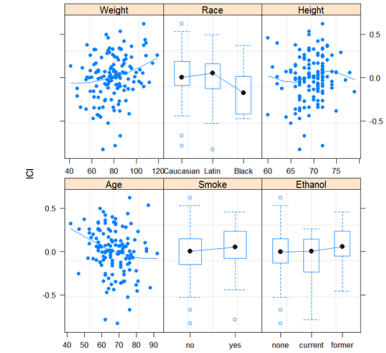 Weight Race Height
0.5
0.0
-0.5
40 60 80 100 120 Caucasian Latin Black 60 65 70 75
ICI
Age Smoke Ethanol
0.5
0.0
-0.5
40 50 60 70 80 90 no yes none current former